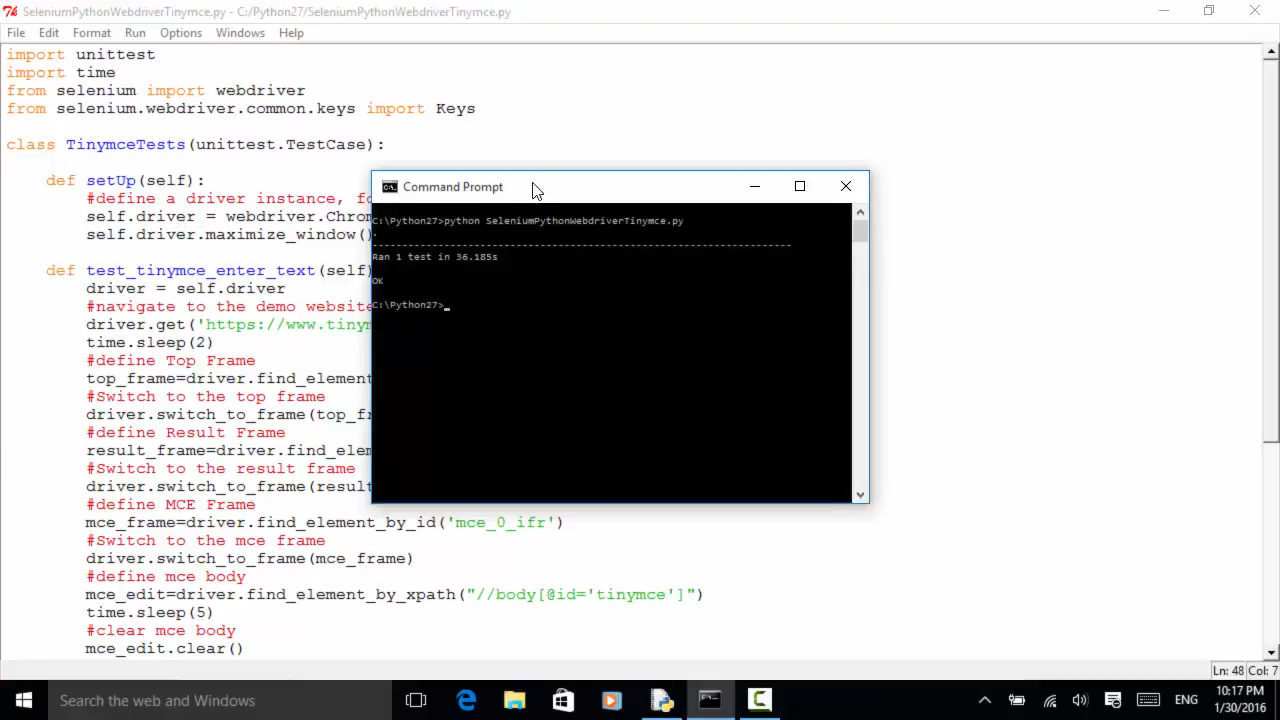 SeleniumPythonWebdriverTinymce.py - C:/Python27/SeleniumPythonWebdriverTinymce.py
File Edit Format Run Options Windows Help
import unittest
import time
from selenium import webdriver
from selenium.webdriver.common.keys import Keys
class TinymceTests(unittest.TestCase):
def setUp(self):
#define a driver instance, fo
self.driver = webdriver.Chrom
self.driver.maximize_window()
def test_tinymce_enter_text(self)
driver = self.driver
#navigate to the demo website
driver.get('https://www.tinym
time.sleep(2)
#define Top Frame
top_frame=driver.find_element
#Switch to the top frame
driver.switch_to_frame(top_fr
#define Result Frame
result_frame=driver.find_elem
#Switch to the result frame
driver.switch_to_frame(result
#define MCE Frame
mce_frame=driver.find_element_by_id('mce_0_ifr')
#Switch to the mce frame
driver.switch_to_frame(mce_frame)
#define mce body
mce_edit=driver.find_element_by_xpath("//body[@id='tinymce']")
time.sleep(5)
#clear mce body
mce_edit.clear()
Command Prompt
C:\Python27>python SeleniumPythonWebdriverTinymce.py
.
----------------------------------------------------------------------
Ran 1 test in 36.185s
OK
C:\Python27>_
Ln: 48 Col: 7
Search the web and Windows
ENG
10:17 PM
1/30/2016